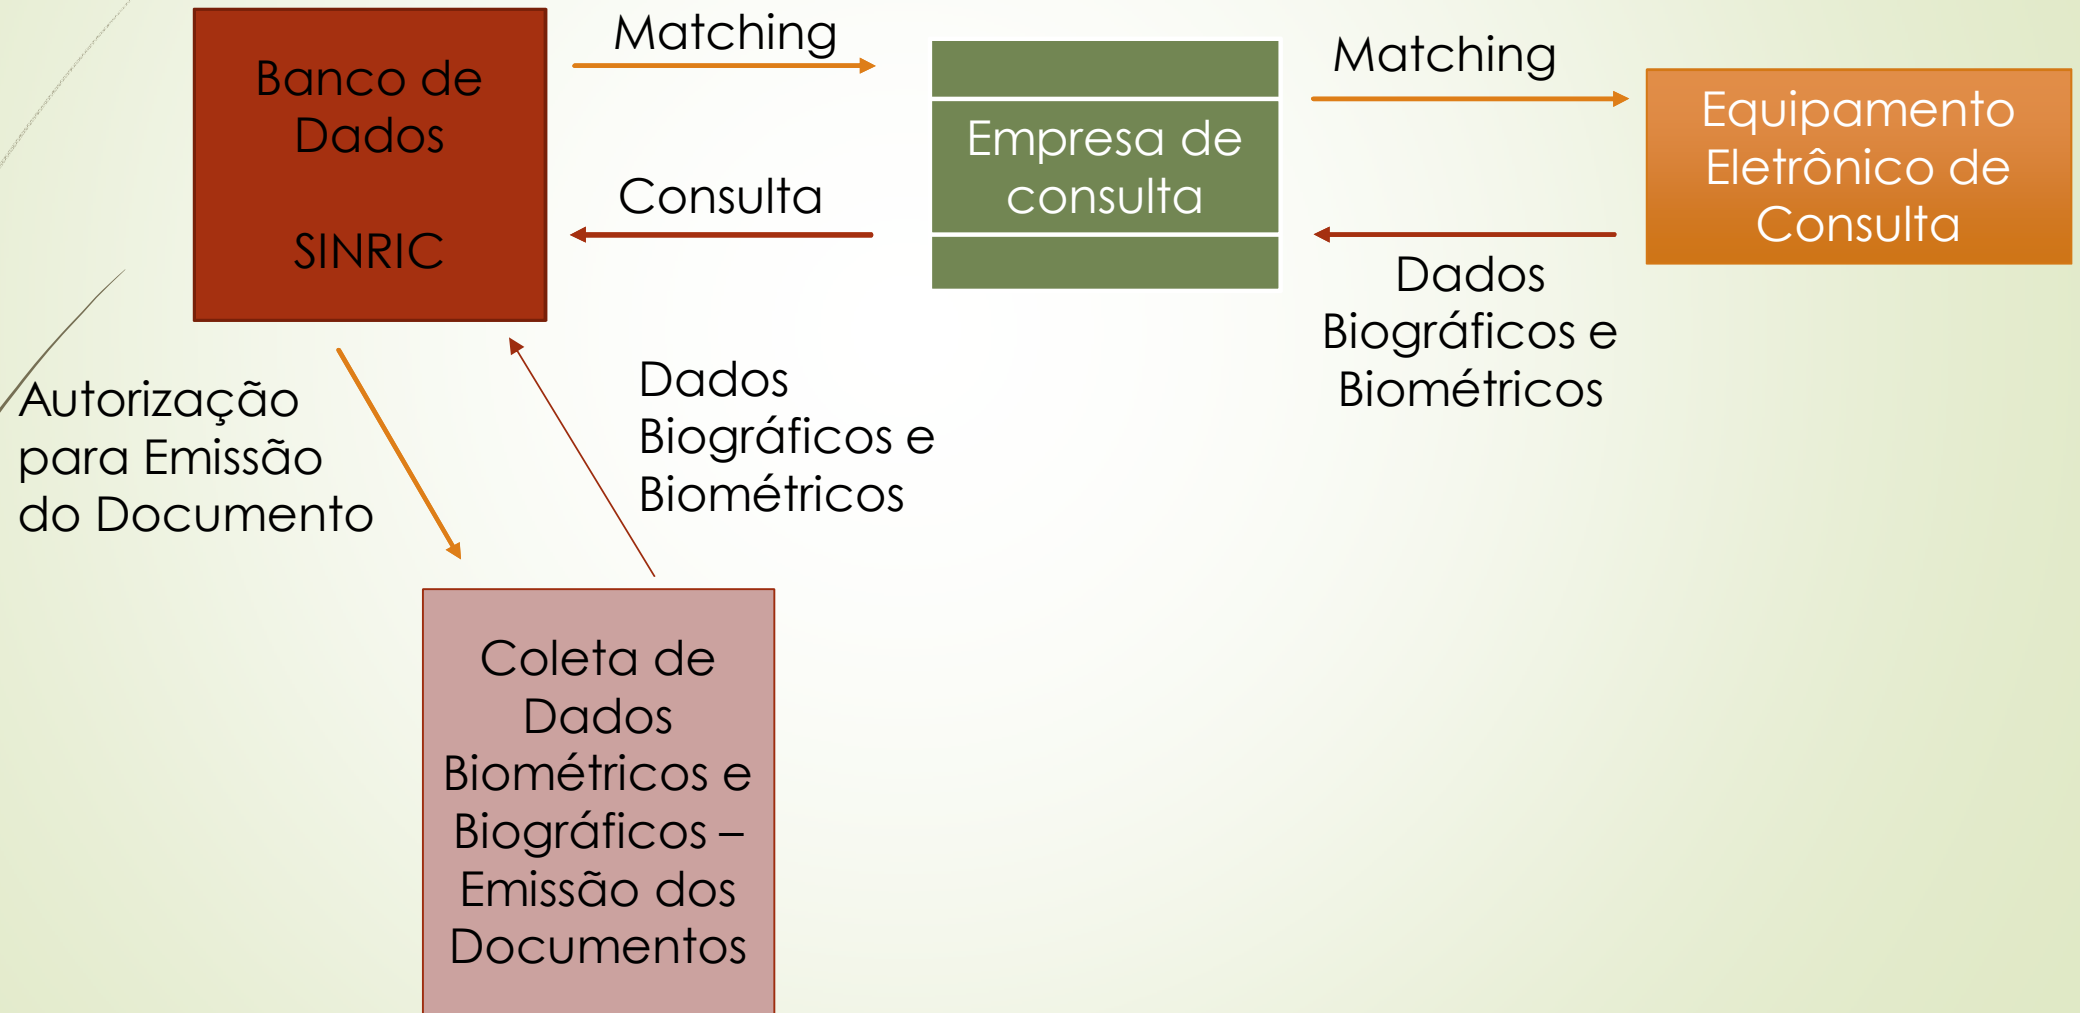 Banco de
Dados
SINRIC
Matching
Consulta
Empresa de
consulta
Matching
Dados
Biográficos e
Biométricos
Equipamento
Eletrônico de
Consulta
Autorização
para Emissão
do Documento
Dados
Biográficos e
Biométricos
Coleta de
Dados
Biométricos e
Biográficos –
Emissão dos
Documentos